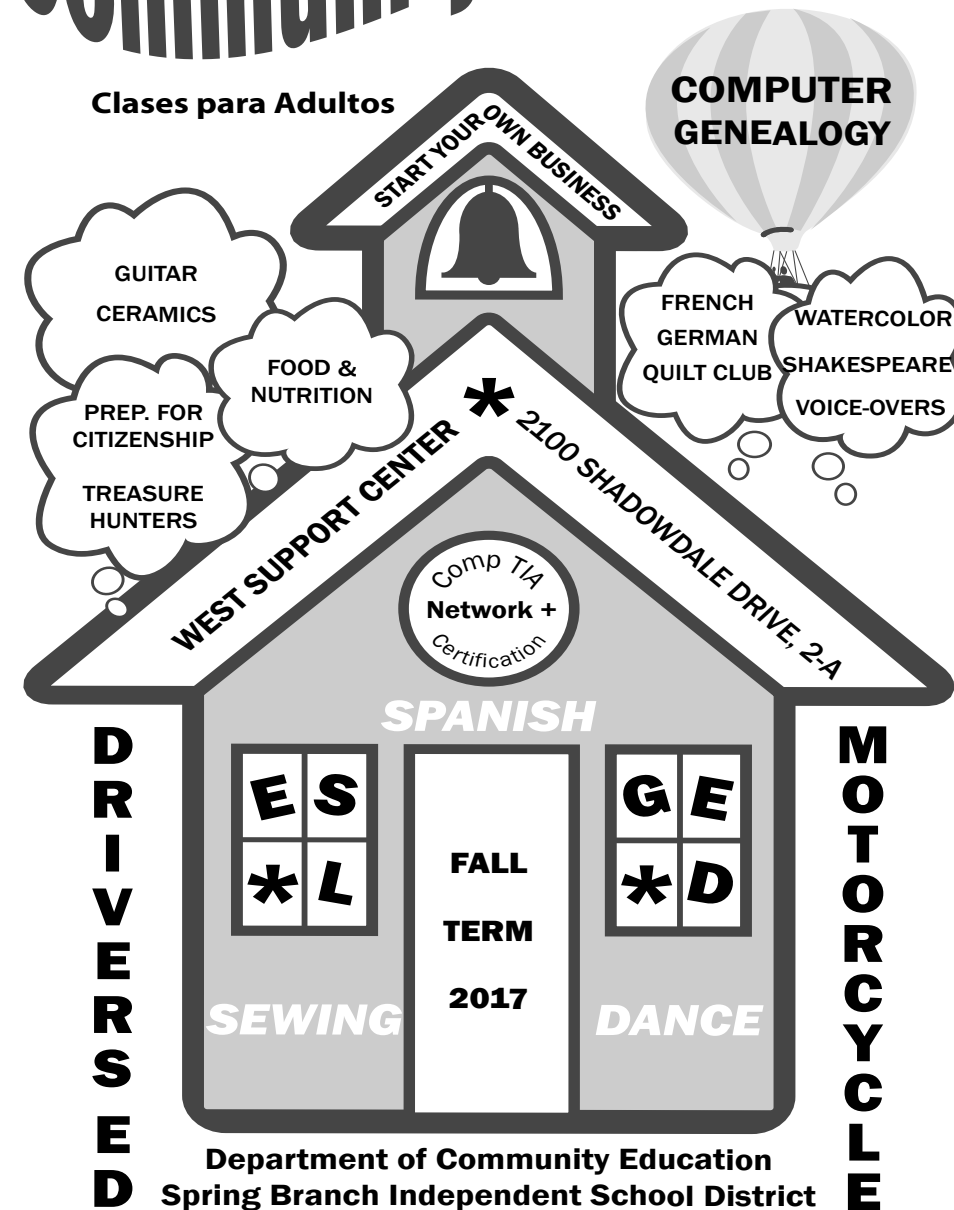 Clases para Adultos
COMPUTER
GENEALOGY
START YOUR OWN BUSINESS
GUITAR
CERAMICS
FOOD &
NUTRITION
PREP. FOR
CITIZENSHIP
TREASURE
HUNTERS
FRENCH
GERMAN
QUILT CLUB
WATERCOLOR
SHAKESPEARE
VOICE-OVERS
WEST SUPPORT CENTER * 2100 SHADOWDALE DRIVE, 2-A
Comp TIA
Network +
Certification
SPANISH
ES
*L
GE
*D
FALL
TERM
2017
SEWING
DANCE
DRIVERS ED
MOTORCYCLE
Department of Community Education
Spring Branch Independent School District